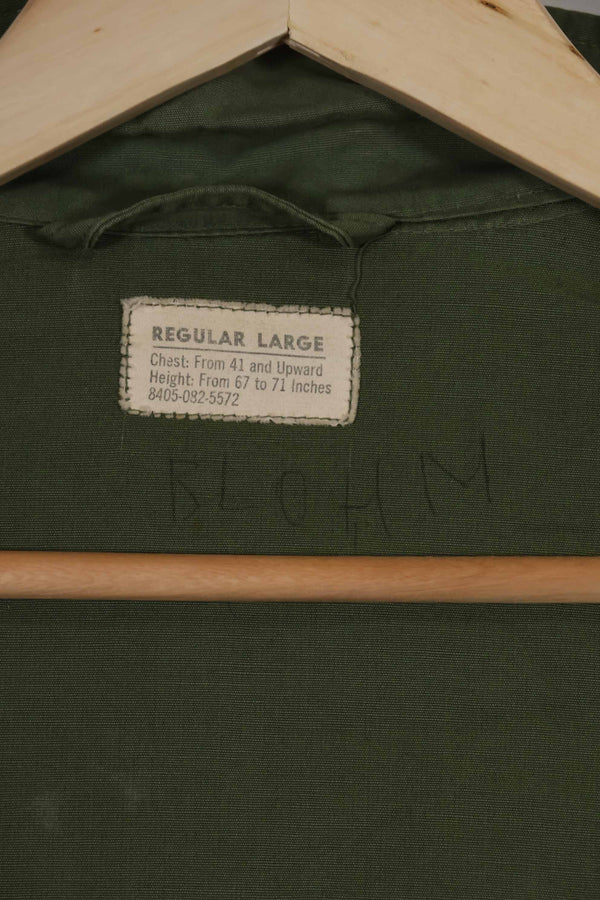 REGULAR LARGE
Chest: From 41 and Upward
Height: From 67 to 71 Inches
8405-082-5572
BLOHM